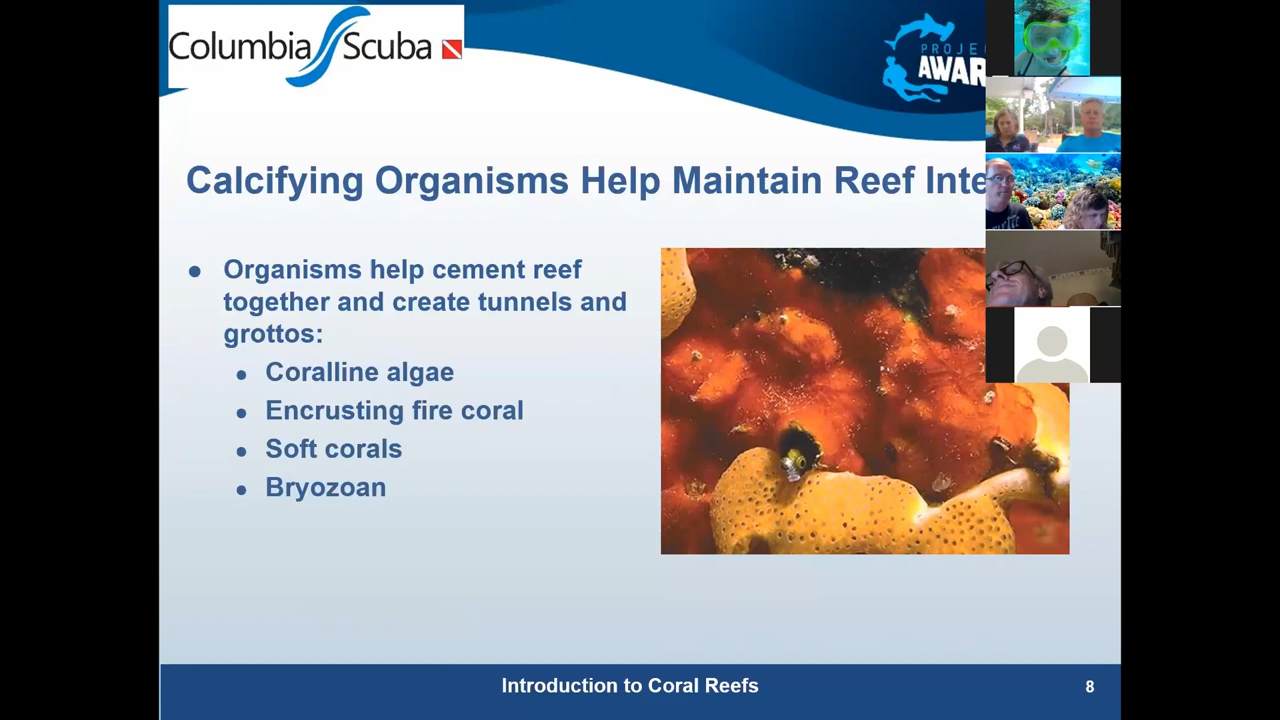 Columbia Scuba
PROJE
AWAR
Calcifying Organisms Help Maintain Reef Inte
Organisms help cement reef
together and create tunnels and
grottos:
Coralline algae
Encrusting fire coral
Soft corals
Bryozoan
Introduction to Coral Reefs
8